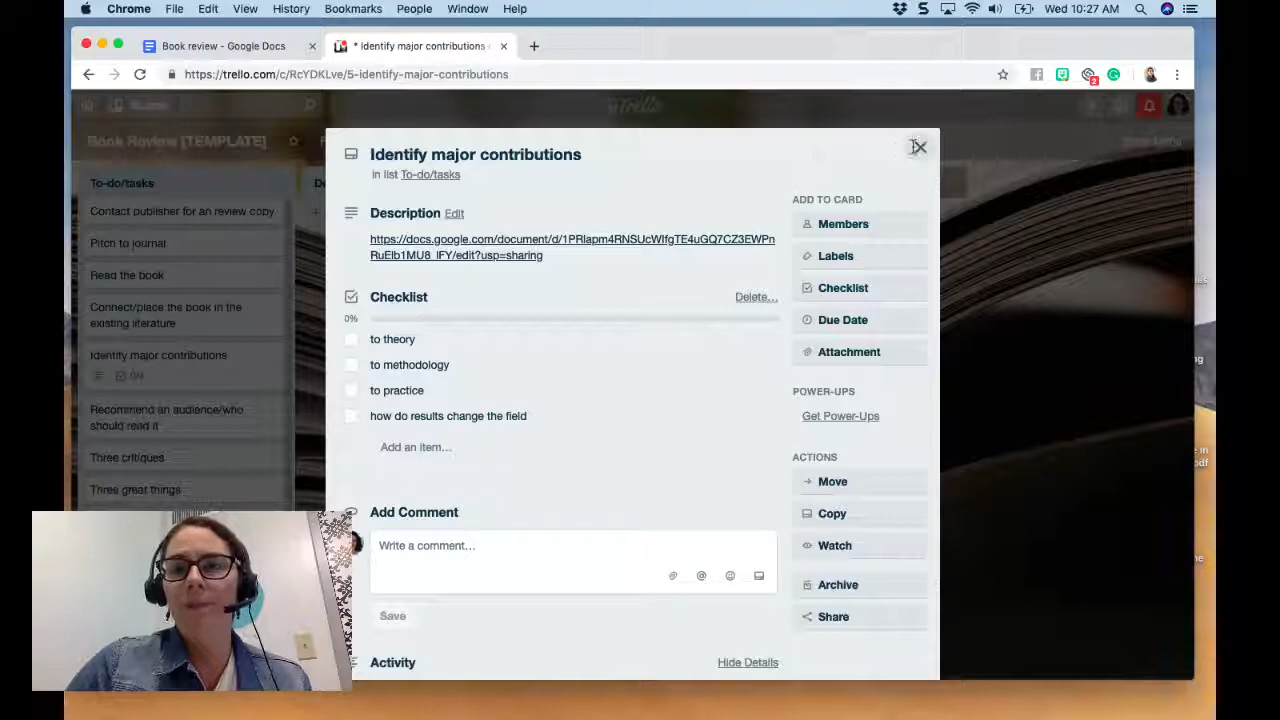 Chrome File Edit View History Bookmarks People Window Help
Wed 10:27 AM
Book review - Google Docs
* Identify major contributions
https://trello.com/c/RcYDKLve/5-identify-major-contributions
2
Trello
Book Review [TEMPLATE]
To-do/tasks
Contact publisher for an review copy
Pitch to journal
Read the book
Connect/place the book in the
existing literature
Identify major contributions
0/4
Recommend an audience/who
should read it
Three critiques
Three great things
Identify major contributions
in list To-do/tasks
Description Edit
https://docs.google.com/document/d/1PRlapm4RNSUcWIfgTE4uGQ7CZ3EWPn
RuElb1MU8_lFY/edit?usp=sharing
Checklist
Delete...
0%
to theory
to methodology
to practice
how do results change the field
Add an item...
Add Comment
Write a comment...
Save
Activity
Hide Details
ADD TO CARD
Members
Labels
Checklist
Due Date
Attachment
POWER-UPS
Get Power-Ups
ACTIONS
Move
Copy
Watch
Archive
Share